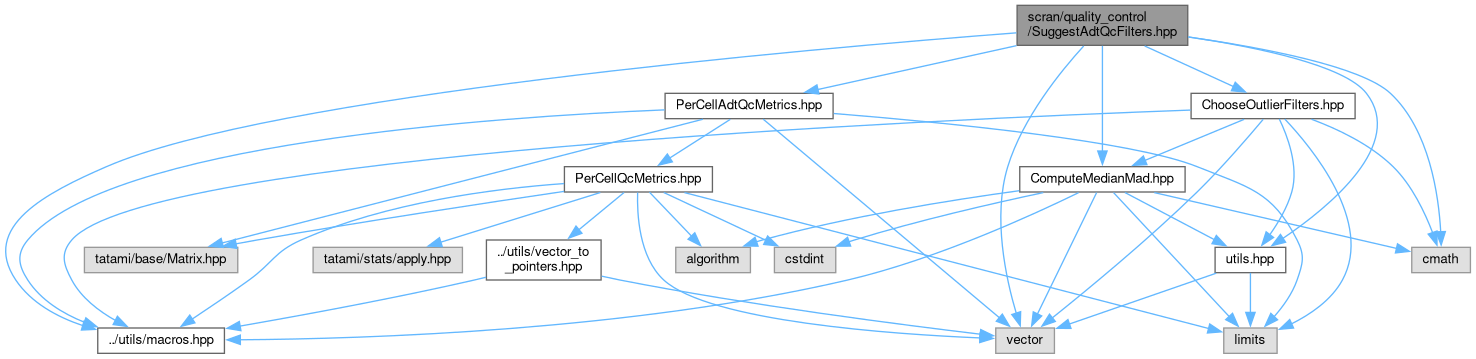 scran/quality_control
/SuggestAdtQcFilters.hpp
PerCellAdtQcMetrics.hpp
ChooseOutlierFilters.hpp
PerCellQcMetrics.hpp
ComputeMedianMad.hpp
tatami/base/Matrix.hpp
tatami/stats/apply.hpp
../utils/vector_to
_pointers.hpp
algorithm
cstdint
utils.hpp
cmath
../utils/macros.hpp
vector
limits